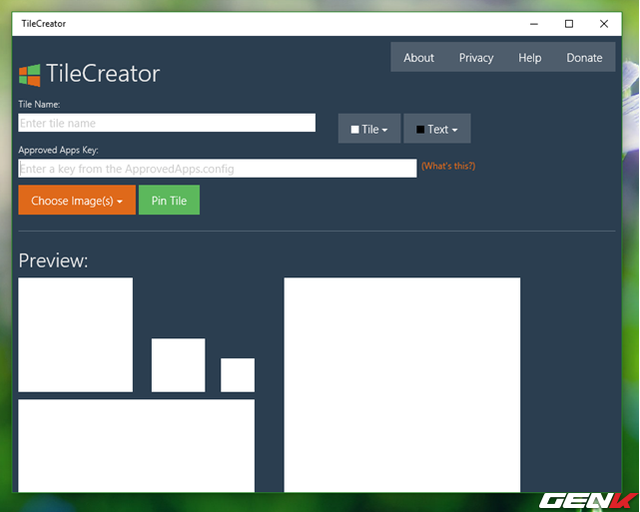 TileCreator
About Privacy Help Donate
TileCreator
Tile Name:
Enter tile name
Tile Text
Approved Apps Key:
Enter a key from the ApprovedApps.config
(What's this?)
Choose Image(s) Pin Tile
Preview:
GENK